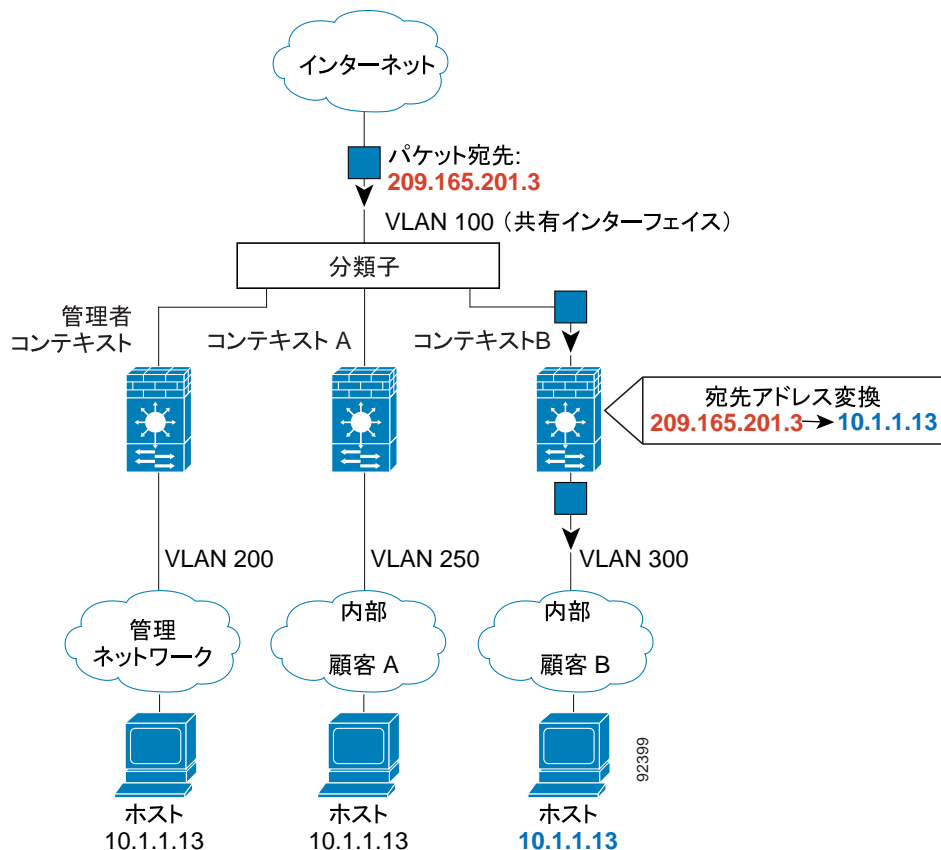 インターネット
パケット宛先:
209.165.201.3
VLAN 100（共有インターフェイス）
分類子
管理者
コンテキスト
コンテキスト A
コンテキストB
宛先アドレス変換
209.165.201.3 10.1.1.13
VLAN 200
VLAN 250
VLAN 300
管理
ネットワーク
内部
顧客 A
内部
顧客 B
ホスト
10.1.1.13
ホスト
10.1.1.13
ホスト
10.1.1.13
92399